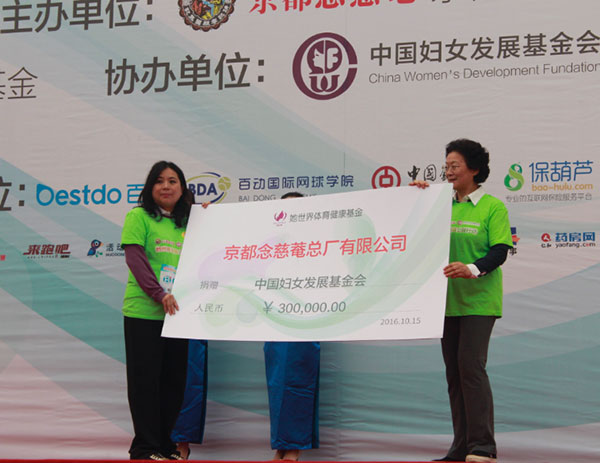 主办单位：
京都念慈菴
基金
协办单位：
中国妇女发展基金会
China Women's Development Foundation
位：
Oestdo
BDA
百动国际网球学院
中国
保葫芦
bao-hulu.com
专业的互联网保险服务平台
来跑吧
药房网
yaofang.com
她世界体育健康基金
京都念慈菴总厂有限公司
捐赠 中国妇女发展基金会
人民币 ￥ 300,000.00
2016.10.15